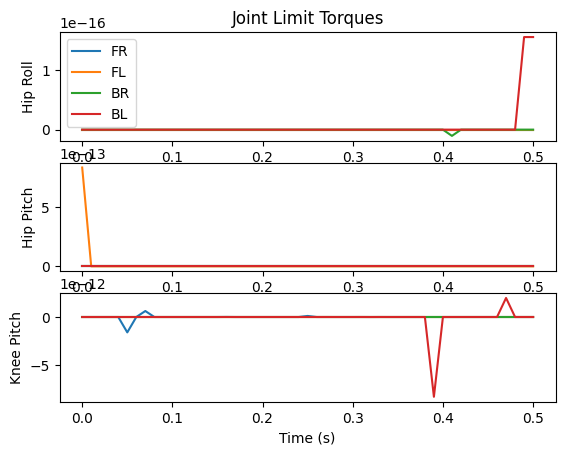 Joint Limit Torques
1e−16
Hip Roll
1
0
FR
FL
BR
BL
0.0 0.1 0.2 0.3 0.4 0.5
1e−13
Hip Pitch
5
0
0.0 0.1 0.2 0.3 0.4 0.5
1e−12
Knee Pitch
0
−5
0.0 0.1 0.2 0.3 0.4 0.5
Time (s)